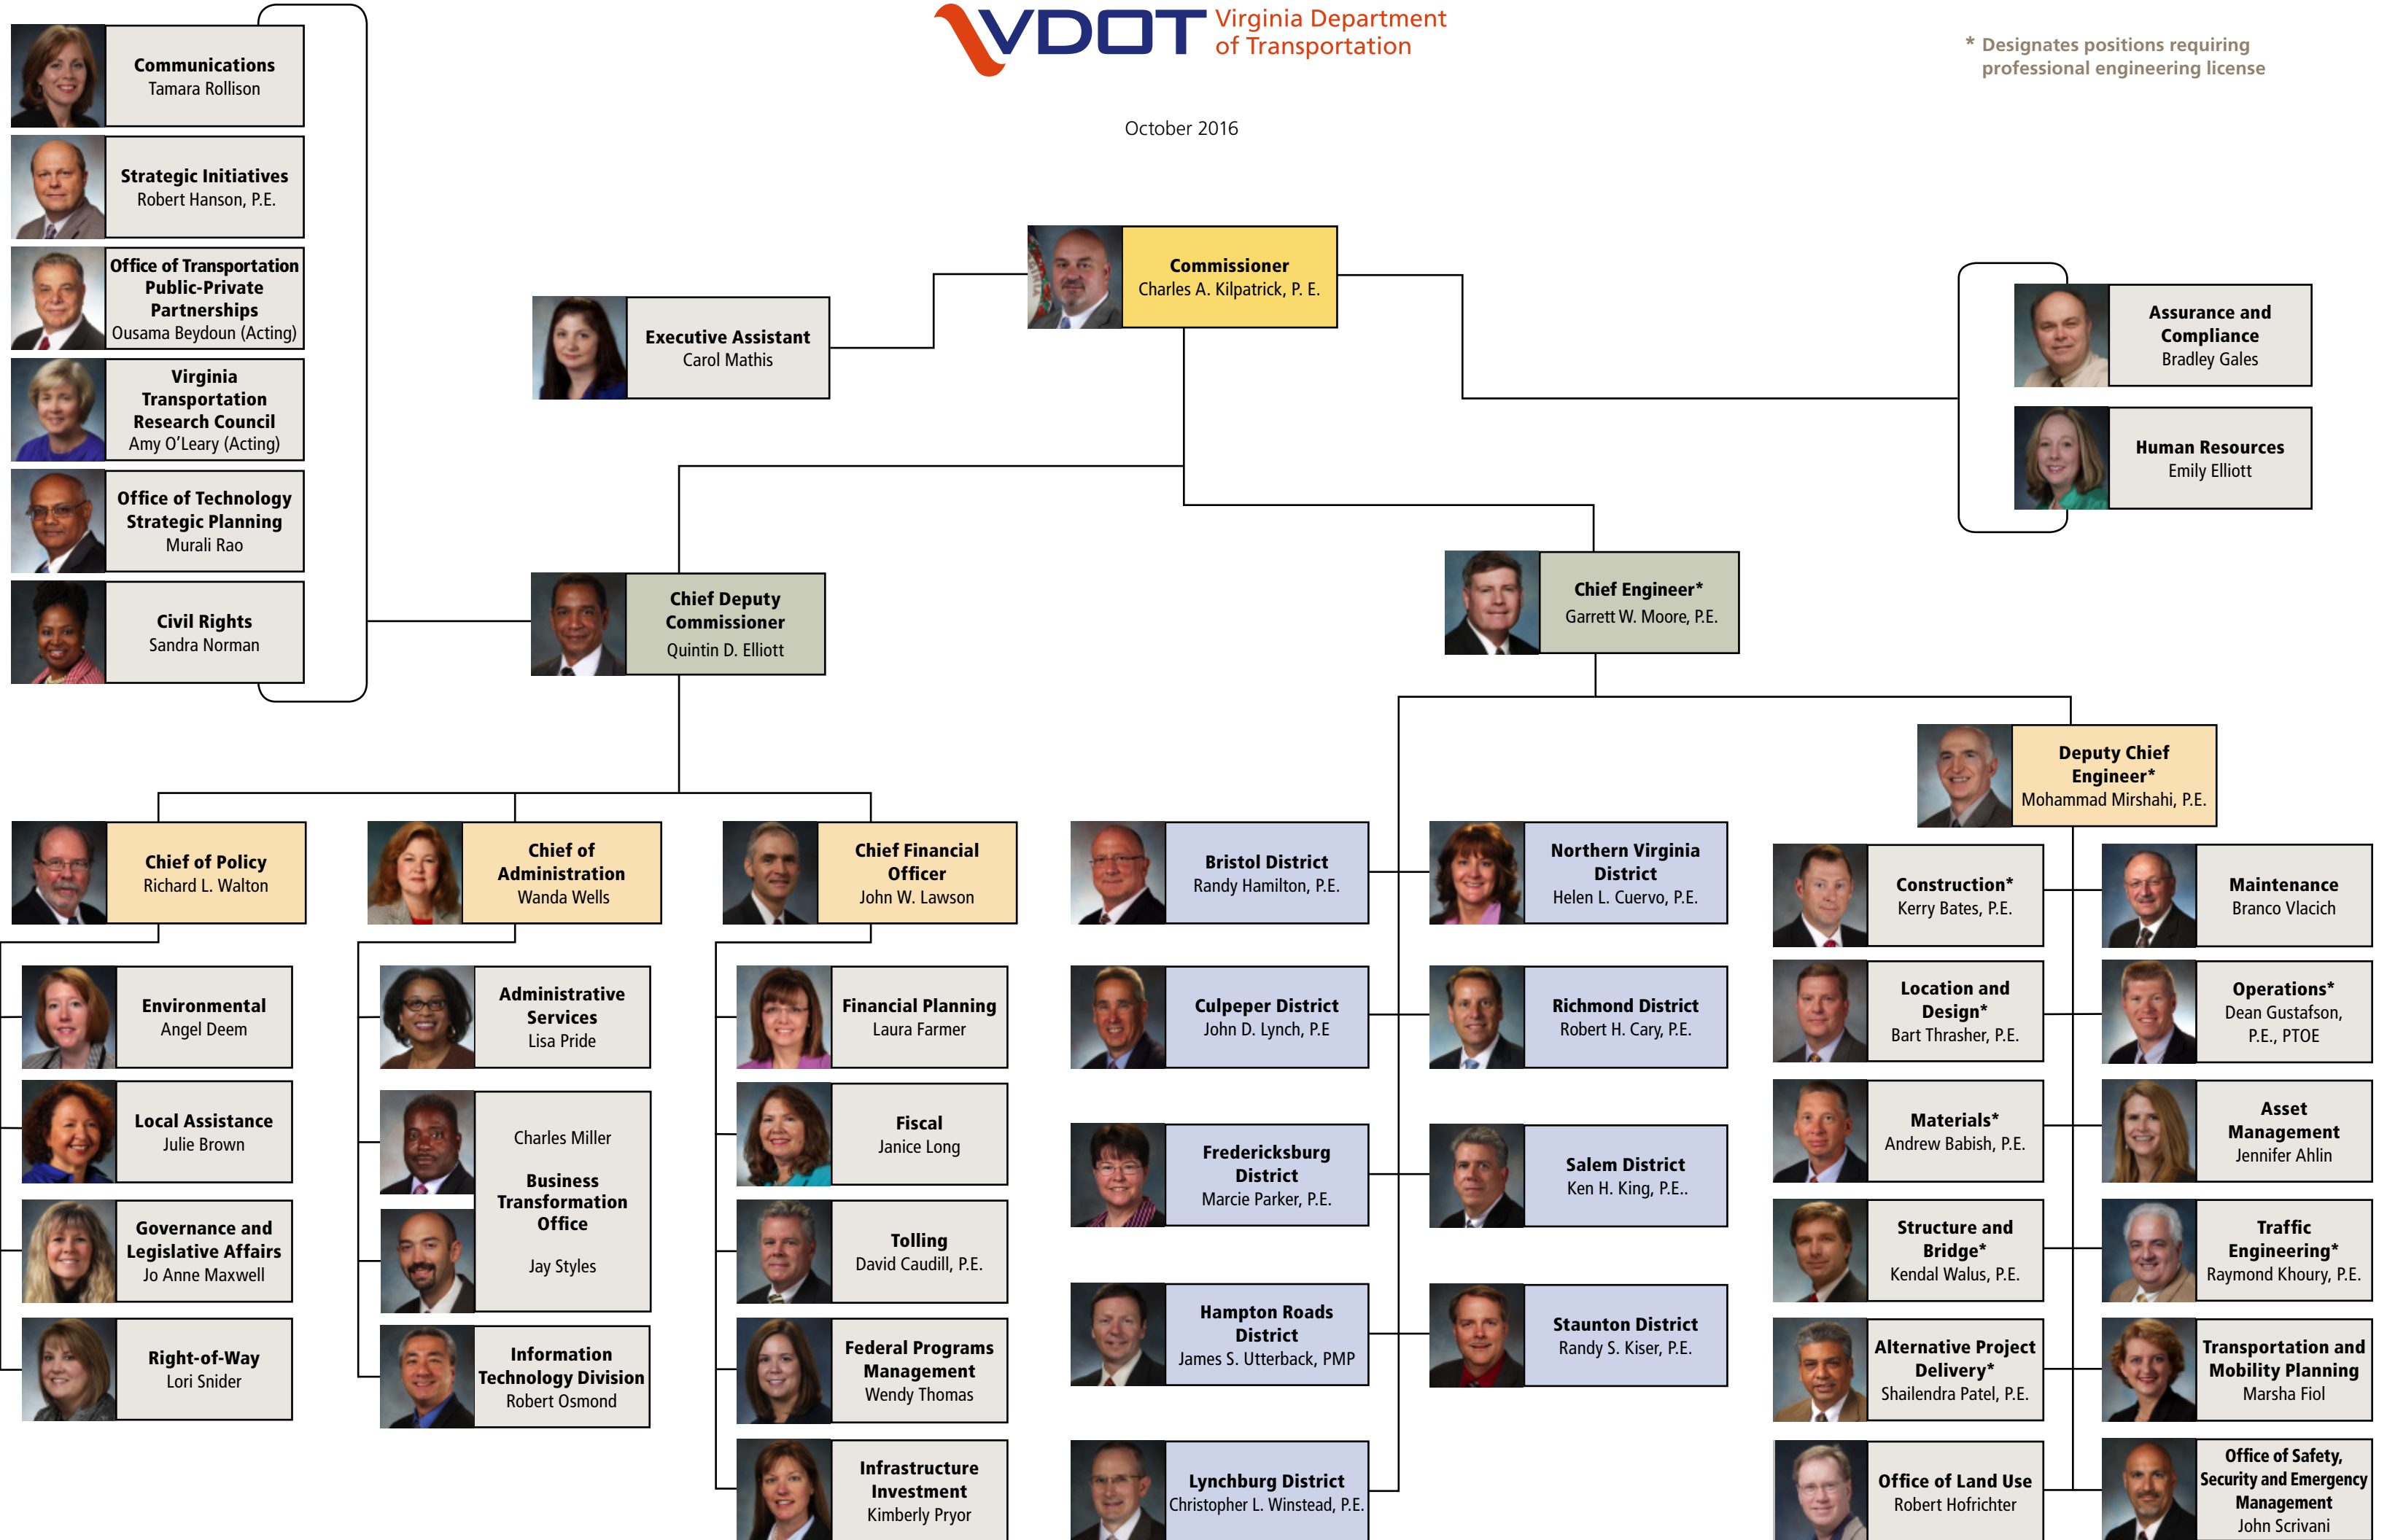 VDOT Virginia Department
of Transportation
* Designates positions requiring
professional engineering license
October 2016
Communications
Tamara Rollison
Strategic Initiatives
Robert Hanson, P.E.
Office of Transportation
Public-Private
Partnerships
Ousama Beydoun (Acting)
Virginia
Transportation
Research Council
Amy O’Leary (Acting)
Office of Technology
Strategic Planning
Murali Rao
Civil Rights
Sandra Norman
Commissioner
Charles A. Kilpatrick, P. E.
Executive Assistant
Carol Mathis
Assurance and
Compliance
Bradley Gales
Human Resources
Emily Elliott
Chief Deputy
Commissioner
Quintin D. Elliott
Chief Engineer*
Garrett W. Moore, P.E.
Deputy Chief
Engineer*
Mohammad Mirshahi, P.E.
Chief of Policy
Richard L. Walton
Environmental
Angel Deem
Local Assistance
Julie Brown
Governance and
Legislative Affairs
Jo Anne Maxwell
Right-of-Way
Lori Snider
Chief of
Administration
Wanda Wells
Administrative
Services
Lisa Pride
Charles Miller
Business
Transformation
Office
Jay Styles
Information
Technology Division
Robert Osmond
Chief Financial
Officer
John W. Lawson
Financial Planning
Laura Farmer
Fiscal
Janice Long
Tolling
David Caudill, P.E.
Federal Programs
Management
Wendy Thomas
Infrastructure
Investment
Kimberly Pryor
Bristol District
Randy Hamilton, P.E.
Northern Virginia
District
Helen L. Cuervo, P.E.
Culpeper District
John D. Lynch, P.E
Richmond District
Robert H. Cary, P.E.
Fredericksburg
District
Marcie Parker, P.E.
Salem District
Ken H. King, P.E..
Hampton Roads
District
James S. Utterback, PMP
Staunton District
Randy S. Kiser, P.E.
Lynchburg District
Christopher L. Winstead, P.E.
Construction*
Kerry Bates, P.E.
Maintenance
Branco Vlacich
Location and
Design*
Bart Thrasher, P.E.
Operations*
Dean Gustafson,
P.E., PTOE
Materials*
Andrew Babish, P.E.
Asset
Management
Jennifer Ahlin
Structure and
Bridge*
Kendal Walus, P.E.
Traffic
Engineering*
Raymond Khoury, P.E.
Alternative Project
Delivery*
Shailendra Patel, P.E.
Transportation and
Mobility Planning
Marsha Fiol
Office of Land Use
Robert Hofrichter
Office of Safety,
Security and Emergency
Management
John Scrivani